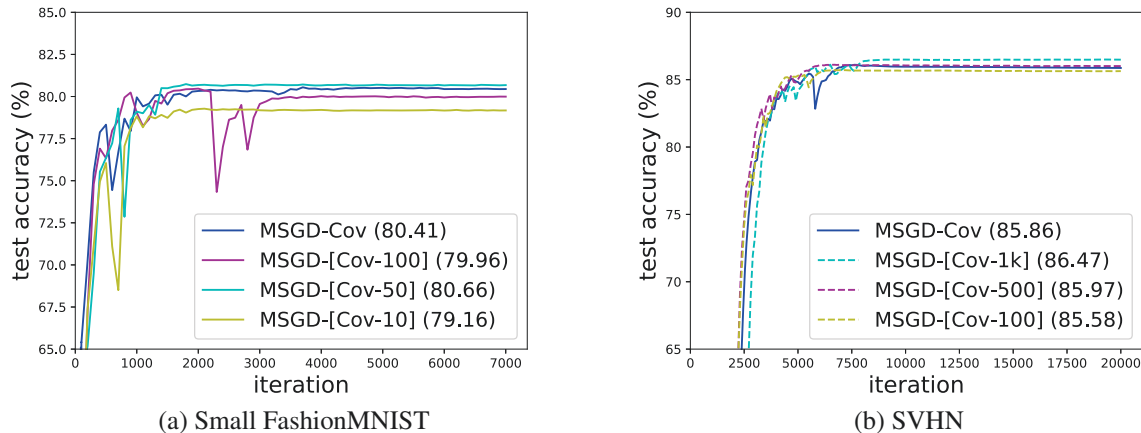 85.0
82.5
80.0
77.5
75.0
72.5
70.0
67.5
65.0
test accuracy (%)
MSGD-Cov (80.41)
MSGD-[Cov-100] (79.96)
MSGD-[Cov-50] (80.66)
MSGD-[Cov-10] (79.16)
0 1000 2000 3000 4000 5000 6000 7000
iteration
(a) Small FashionMNIST
90
85
80
75
70
65
test accuracy (%)
MSGD-Cov (85.86)
MSGD-[Cov-1k] (86.47)
MSGD-[Cov-500] (85.97)
MSGD-[Cov-100] (85.58)
0 2500 5000 7500 10000 12500 15000 17500 20000
iteration
(b) SVHN